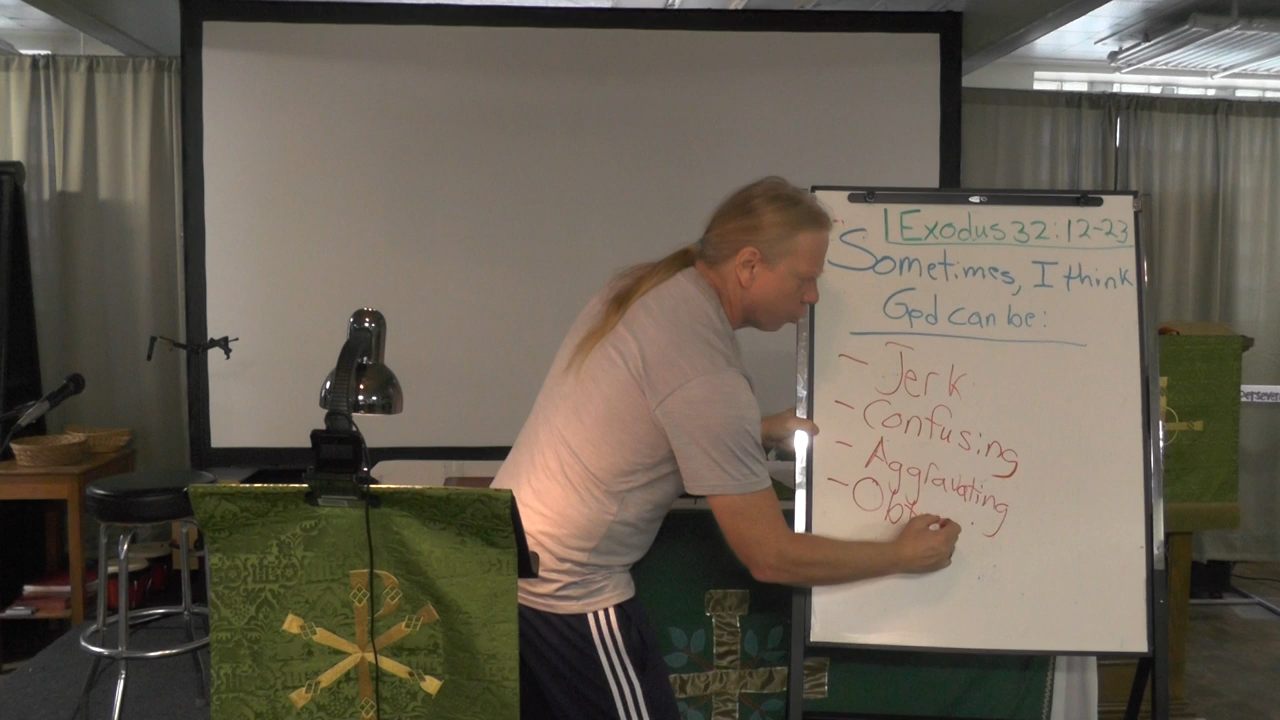 Exodus 32:12-23
Sometimes, I think
God can be:
- Jerk
- Confusing
- Aggravating